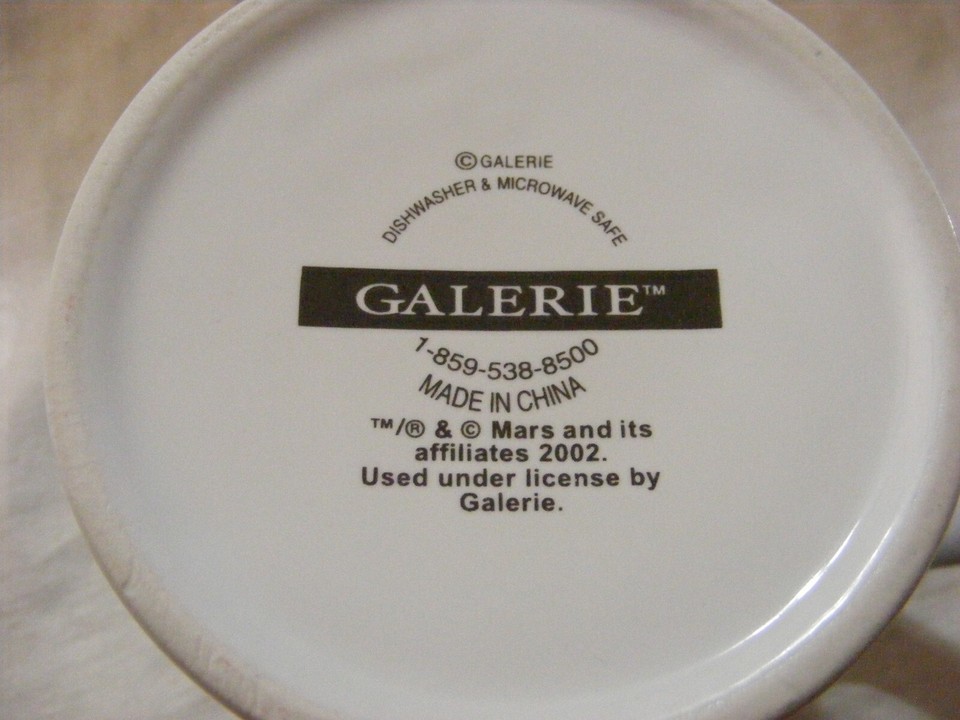 ©GALERIE
DISHWASHER & MICROWAVE SAFE
GALERIE™
1-859-538-8500
MADE IN CHINA
™/® & © Mars and its
affiliates 2002.
Used under license by
Galerie.